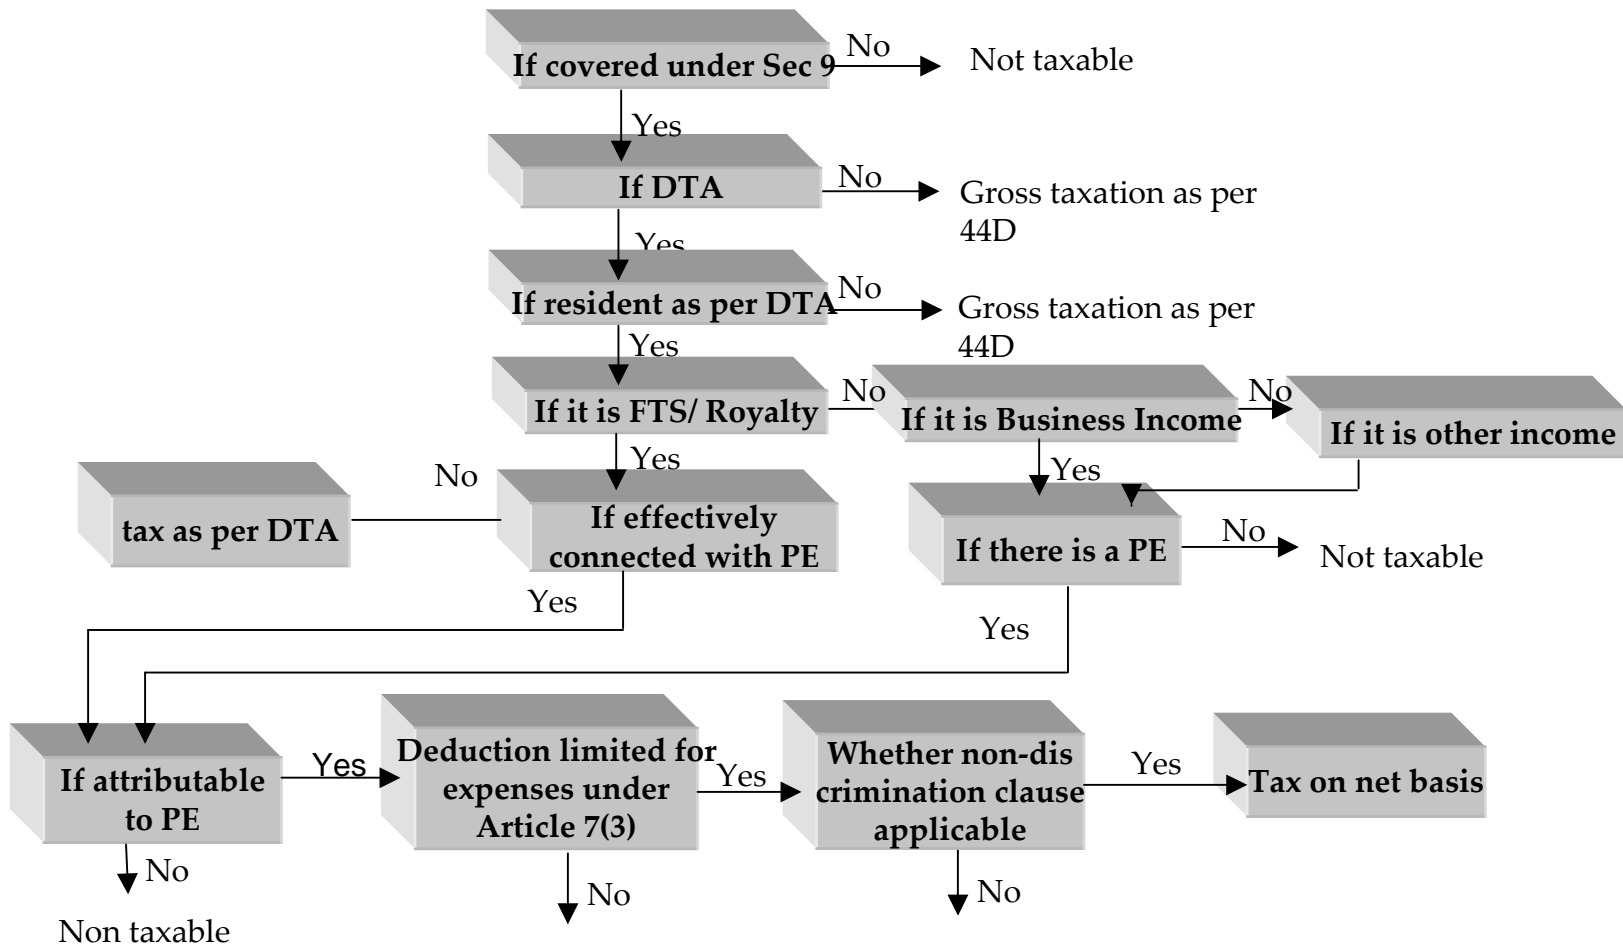 If covered under Sec 9
No
Not taxable
Yes
If DTA
No
Gross taxation as per
44D
Yes
If resident as per DTA
No
Gross taxation as per
44D
Yes
If it is FTS/ Royalty
No
If it is Business Income
No
If it is other income
Yes
Yes
No
tax as per DTA
If effectively
connected with PE
If there is a PE
No
Not taxable
Yes
Yes
If attributable
to PE
Yes
Deduction limited for
expenses under
Article 7(3)
Yes
Whether non-dis
crimination clause
applicable
Yes
Tax on net basis
No
Non taxable
No
No